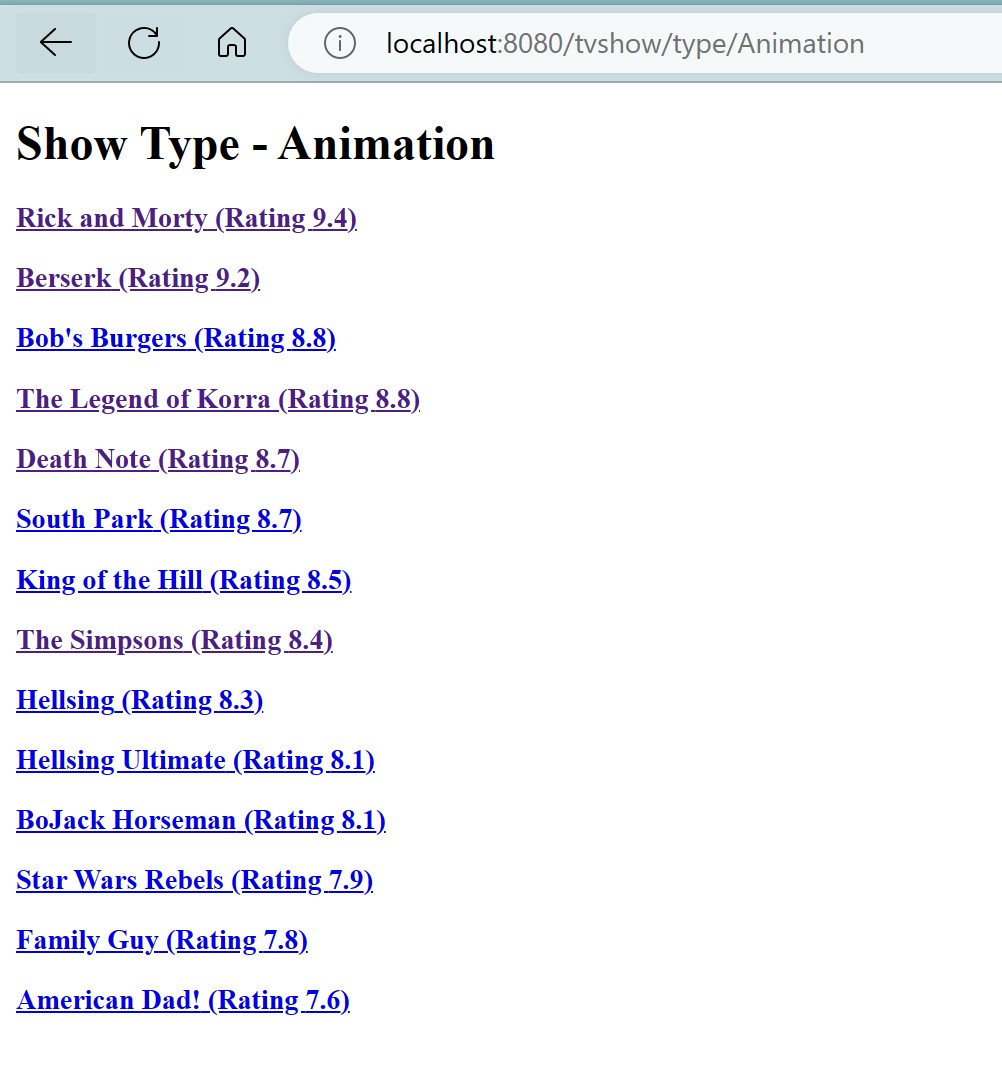 localhost:8080/tvshow/type/Animation
Show Type - Animation
Rick and Morty (Rating 9.4)
Berserk (Rating 9.2)
Bob's Burgers (Rating 8.8)
The Legend of Korra (Rating 8.8)
Death Note (Rating 8.7)
South Park (Rating 8.7)
King of the Hill (Rating 8.5)
The Simpsons (Rating 8.4)
Hellsing (Rating 8.3)
Hellsing Ultimate (Rating 8.1)
BoJack Horseman (Rating 8.1)
Star Wars Rebels (Rating 7.9)
Family Guy (Rating 7.8)
American Dad! (Rating 7.6)